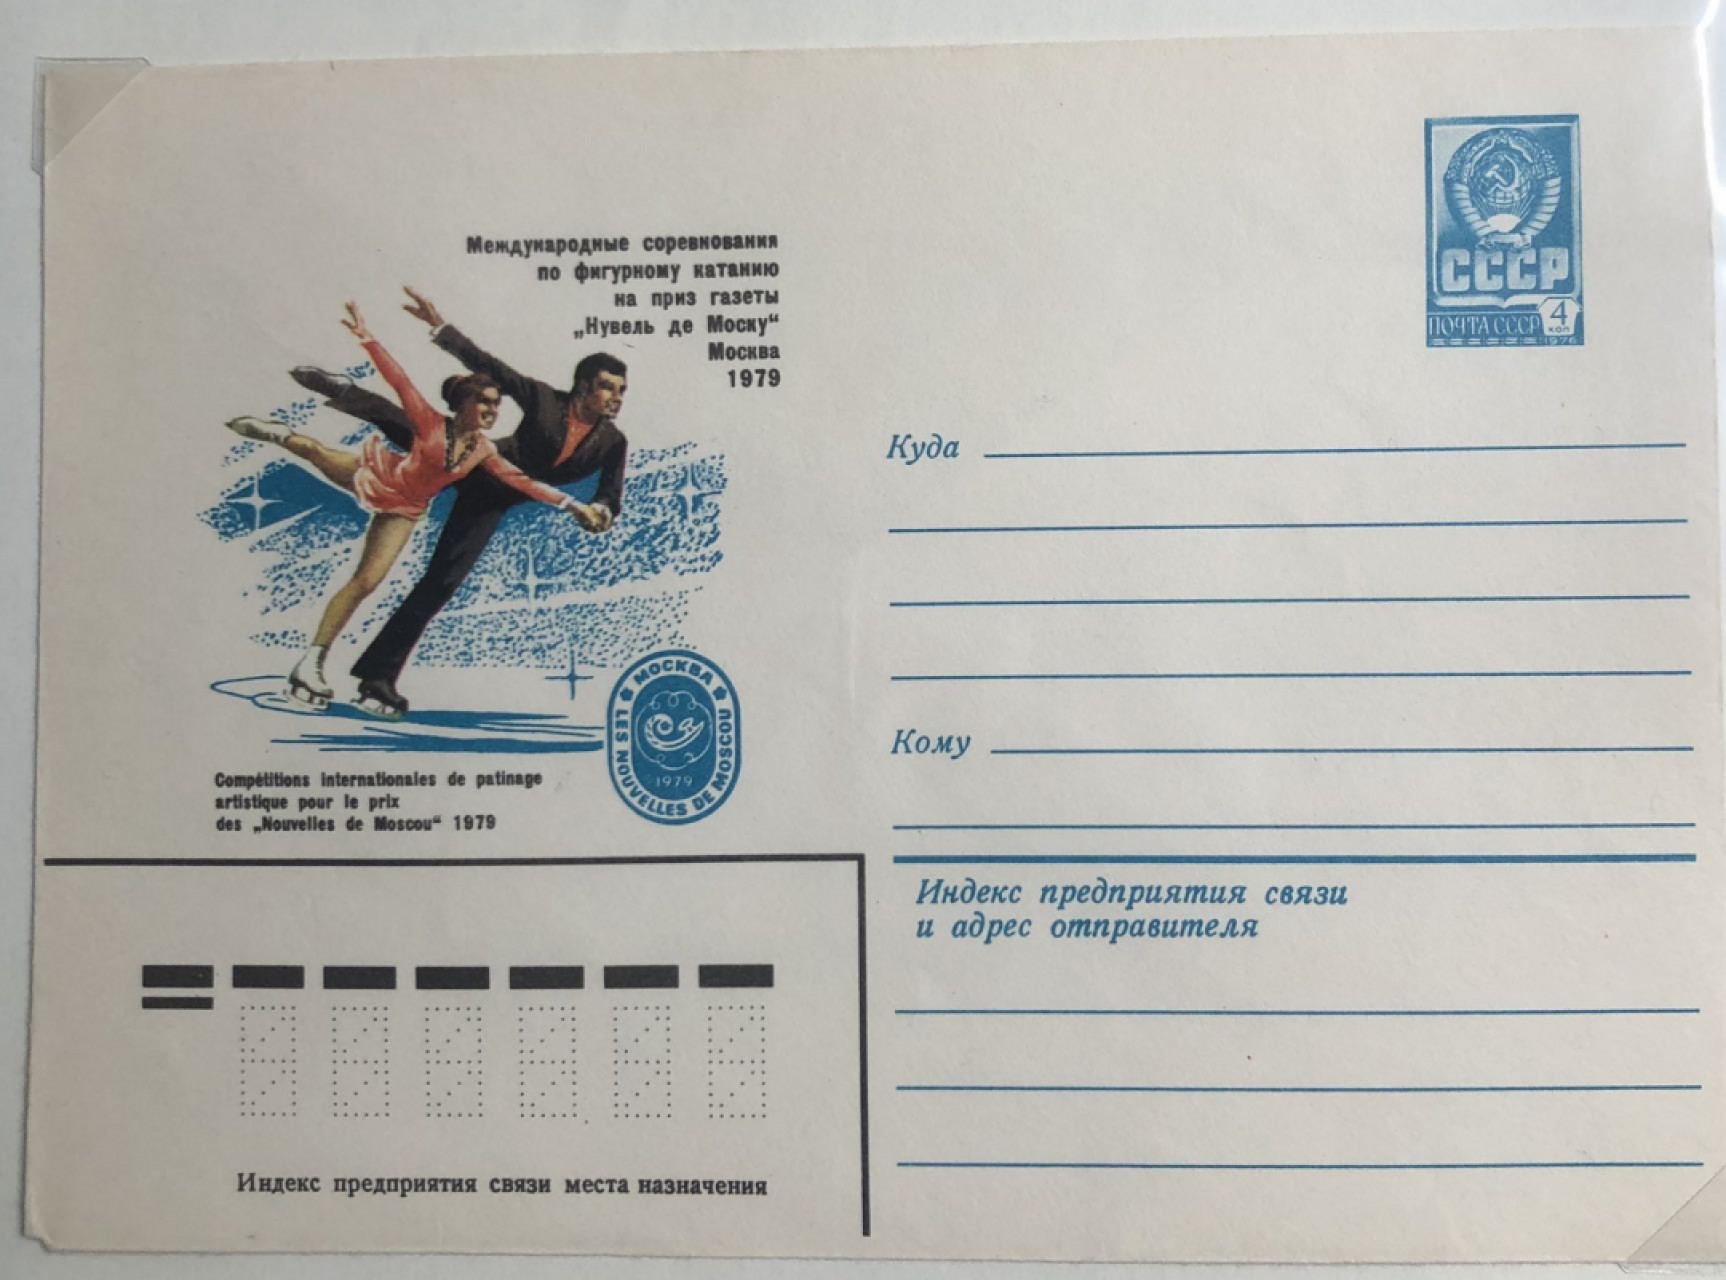 Международные соревнования
по фигурному катанию
на приз газеты
„Нувель де Моску“
Москва
1979
СССР
ПОЧТА СССР
4
коп
1976
Куда
Кому
МОСКВА
LES NOUVELLES DE MOSCOU
1979
Compétitions internationales de patinage
artistique pour le prix
des „Nouvelles de Moscou“ 1979
Индекс предприятия связи
и адрес отправителя
Индекс предприятия связи места назначения